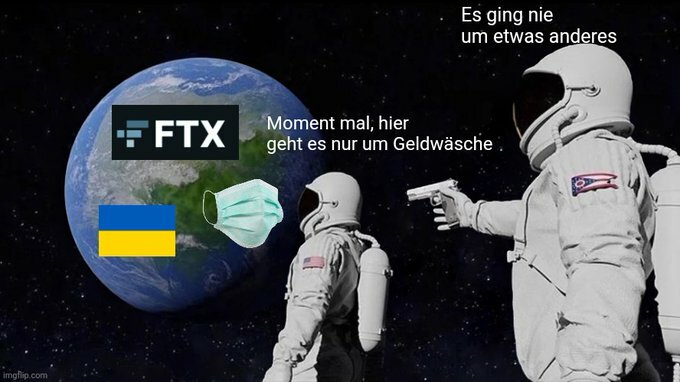 Es ging nie
um etwas anderes
FTX
Moment mal, hier
geht es nur um Geldwäsche
imgflip.com